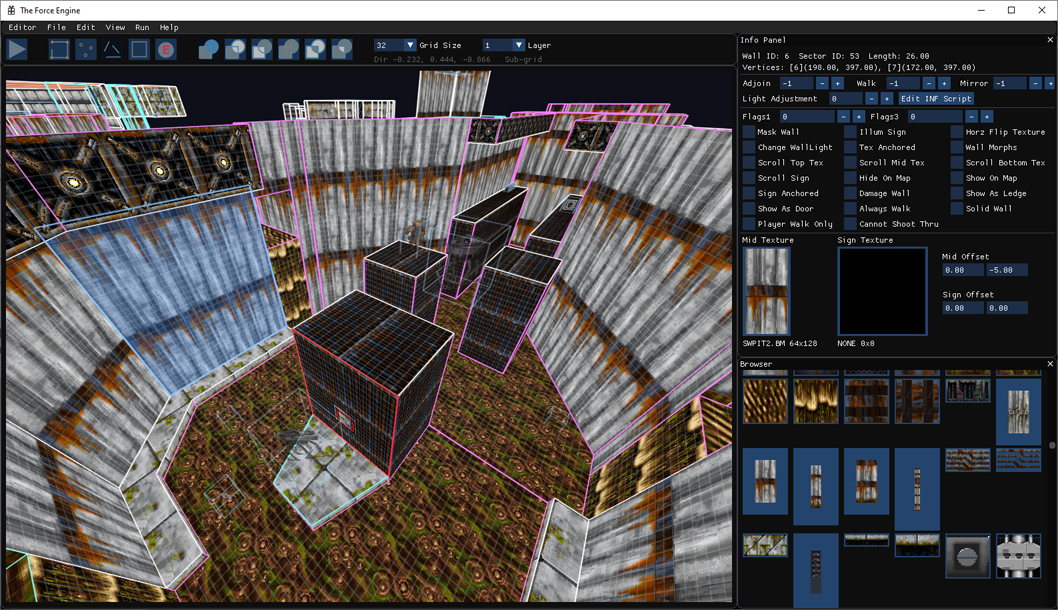 The Force Engine
Editor File Edit View Run Help
32 Grid Size 1 Layer
Dir -0.232, 0.444, -0.866 Sub-grid
Info Panel
Wall ID: 6 Sector ID: 53 Length: 26.00
Vertices: [6](198.00, 397.00), [7](172.00, 397.00)
Adjoin -1 - + Walk -1 - + Mirror -1 - +
Light Adjustment 0 - + Edit INF Script
Flags1 0 - + Flags3 0 - +
Mask Wall Illum Sign Horz Flip Texture
Change WallLight Tex Anchored Wall Morphs
Scroll Top Tex Scroll Mid Tex Scroll Bottom Tex
Scroll Sign Hide On Map Show On Map
Sign Anchored Damage Wall Show As Ledge
Show As Door Always Walk Solid Wall
Player Walk Only Cannot Shoot Thru
Mid Texture Sign Texture
Mid Offset
0.00 -5.00
Sign Offset
0.00 0.00
SWPIT2.BM 64x128 NONE 0x0
Browser
E